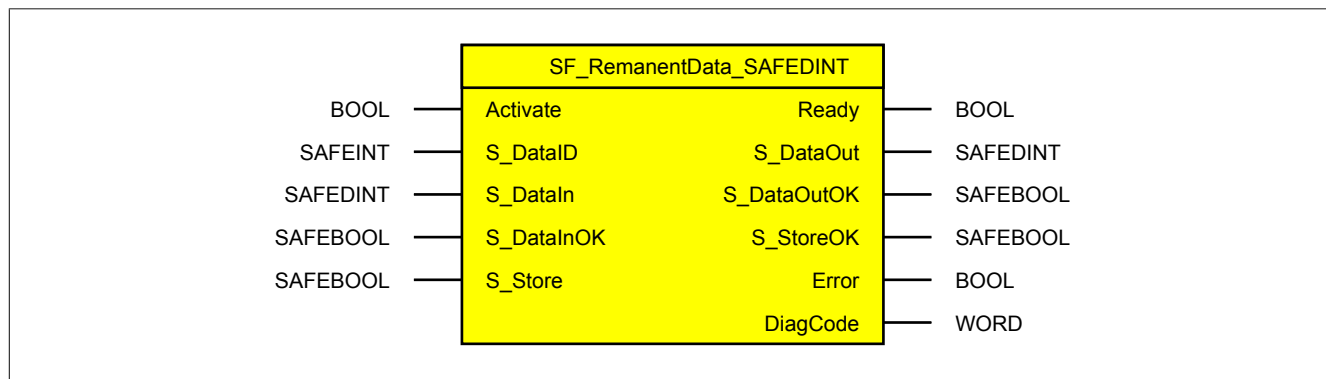 SF_RemanentData_SAFEDINT
BOOL Activate Ready BOOL
SAFEINT S_DataID S_DataOut SAFEDINT
SAFEDINT S_DataIn S_DataOutOK SAFEBOOL
SAFEBOOL S_DataInOK S_StoreOK SAFEBOOL
SAFEBOOL S_Store Error BOOL
DiagCode WORD